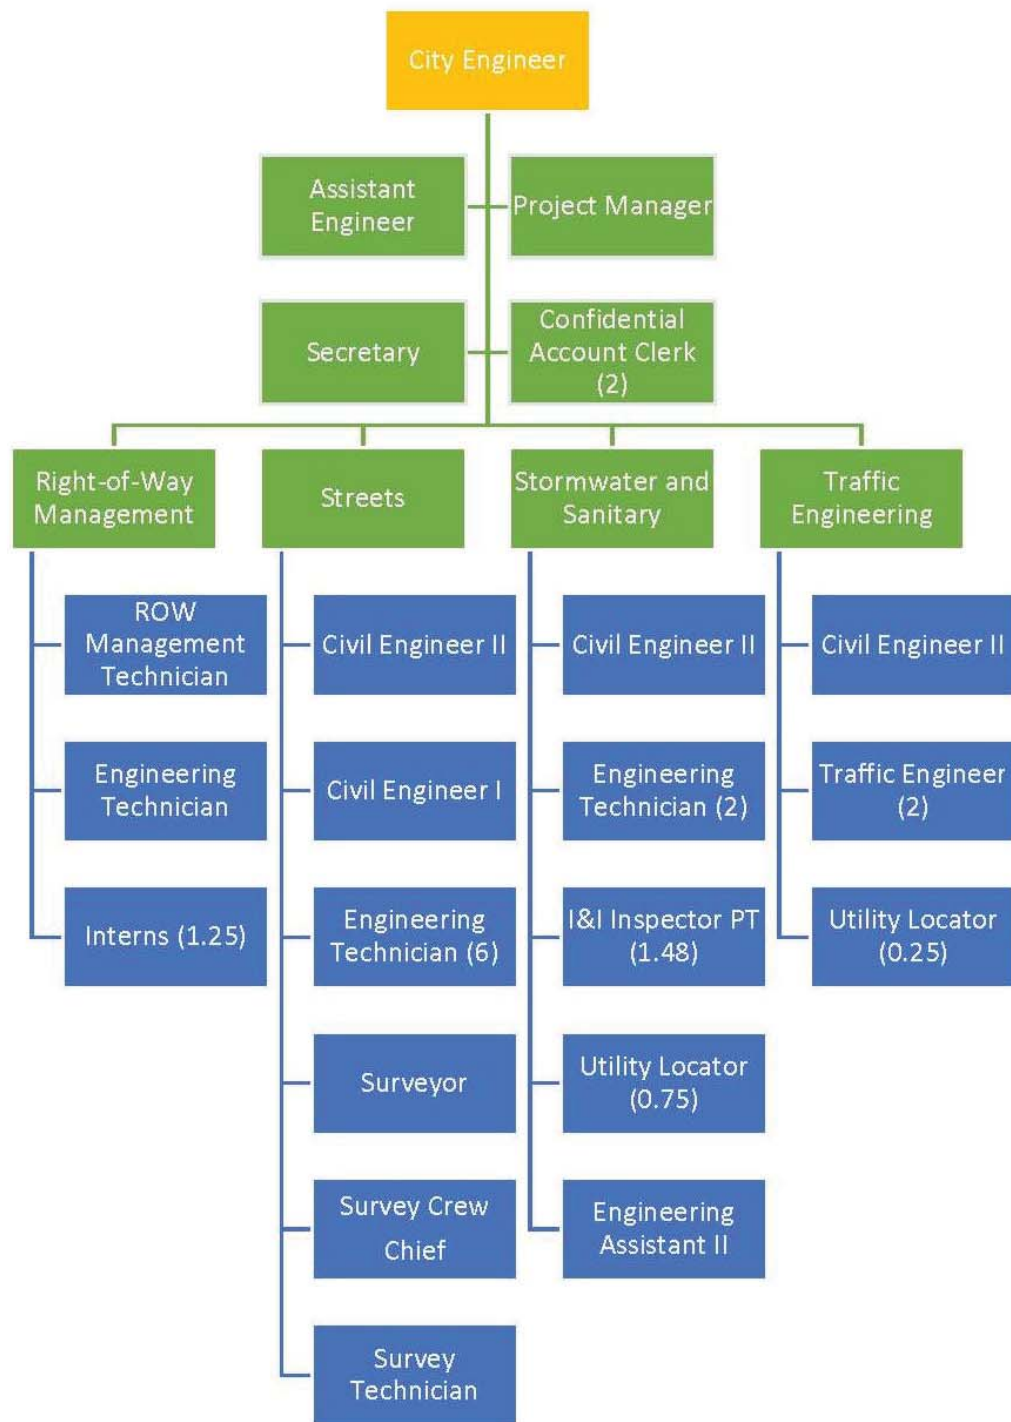 City Engineer
Assistant
Engineer
Project Manager
Secretary
Confidential
Account Clerk
(2)
Right-of-Way
Management
Streets
Stormwater and
Sanitary
Traffic
Engineering
ROW
Management
Technician
Engineering
Technician
Interns (1.25)
Civil Engineer II
Civil Engineer I
Engineering
Technician (6)
Surveyor
Survey Crew
Chief
Survey
Technician
Civil Engineer II
Engineering
Technician (2)
I&I Inspector PT
(1.48)
Utility Locator
(0.75)
Engineering
Assistant II
Civil Engineer II
Traffic Engineer
(2)
Utility Locator
(0.25)